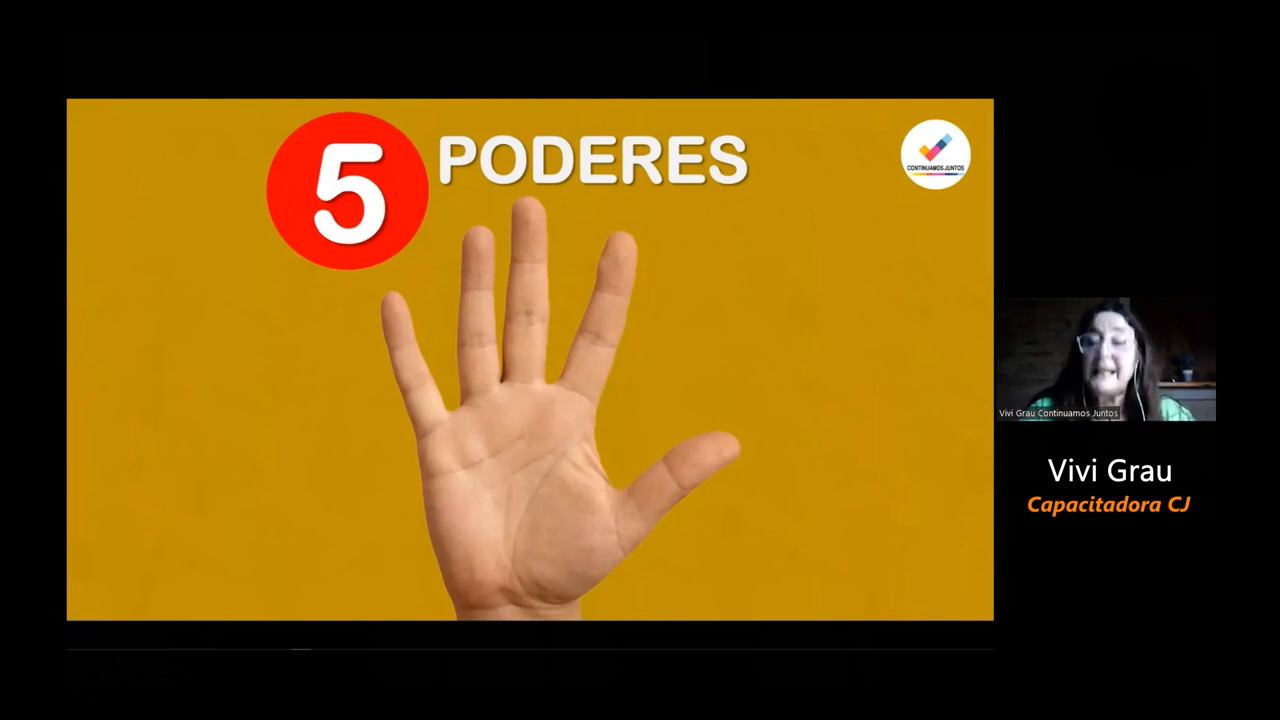 5 PODERES
CONTINUAMOS JUNTOS
Vivi Grau Continuamos Juntos
Vivi Grau
Capacitadora CJ